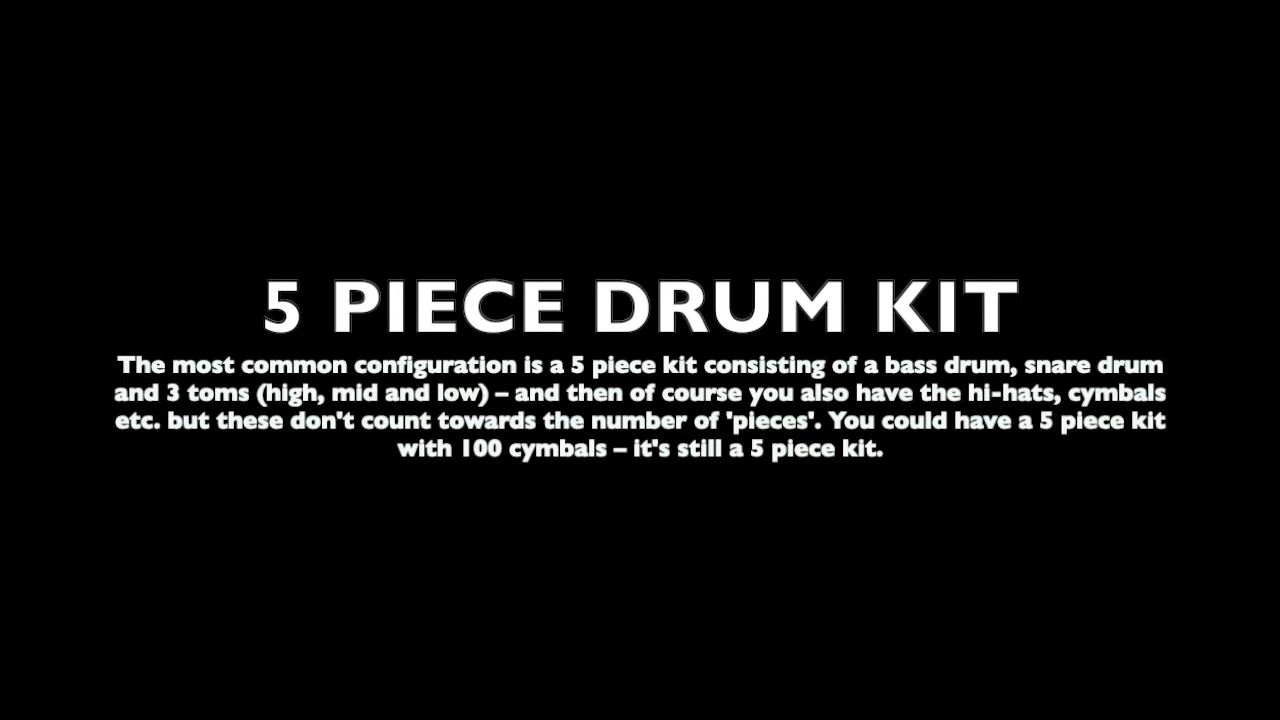 5 PIECE DRUM KIT
The most common configuration is a 5 piece kit consisting of a bass drum, snare drum
and 3 toms (high, mid and low) – and then of course you also have the hi-hats, cymbals
etc. but these don't count towards the number of 'pieces'. You could have a 5 piece kit
with 100 cymbals – it's still a 5 piece kit.